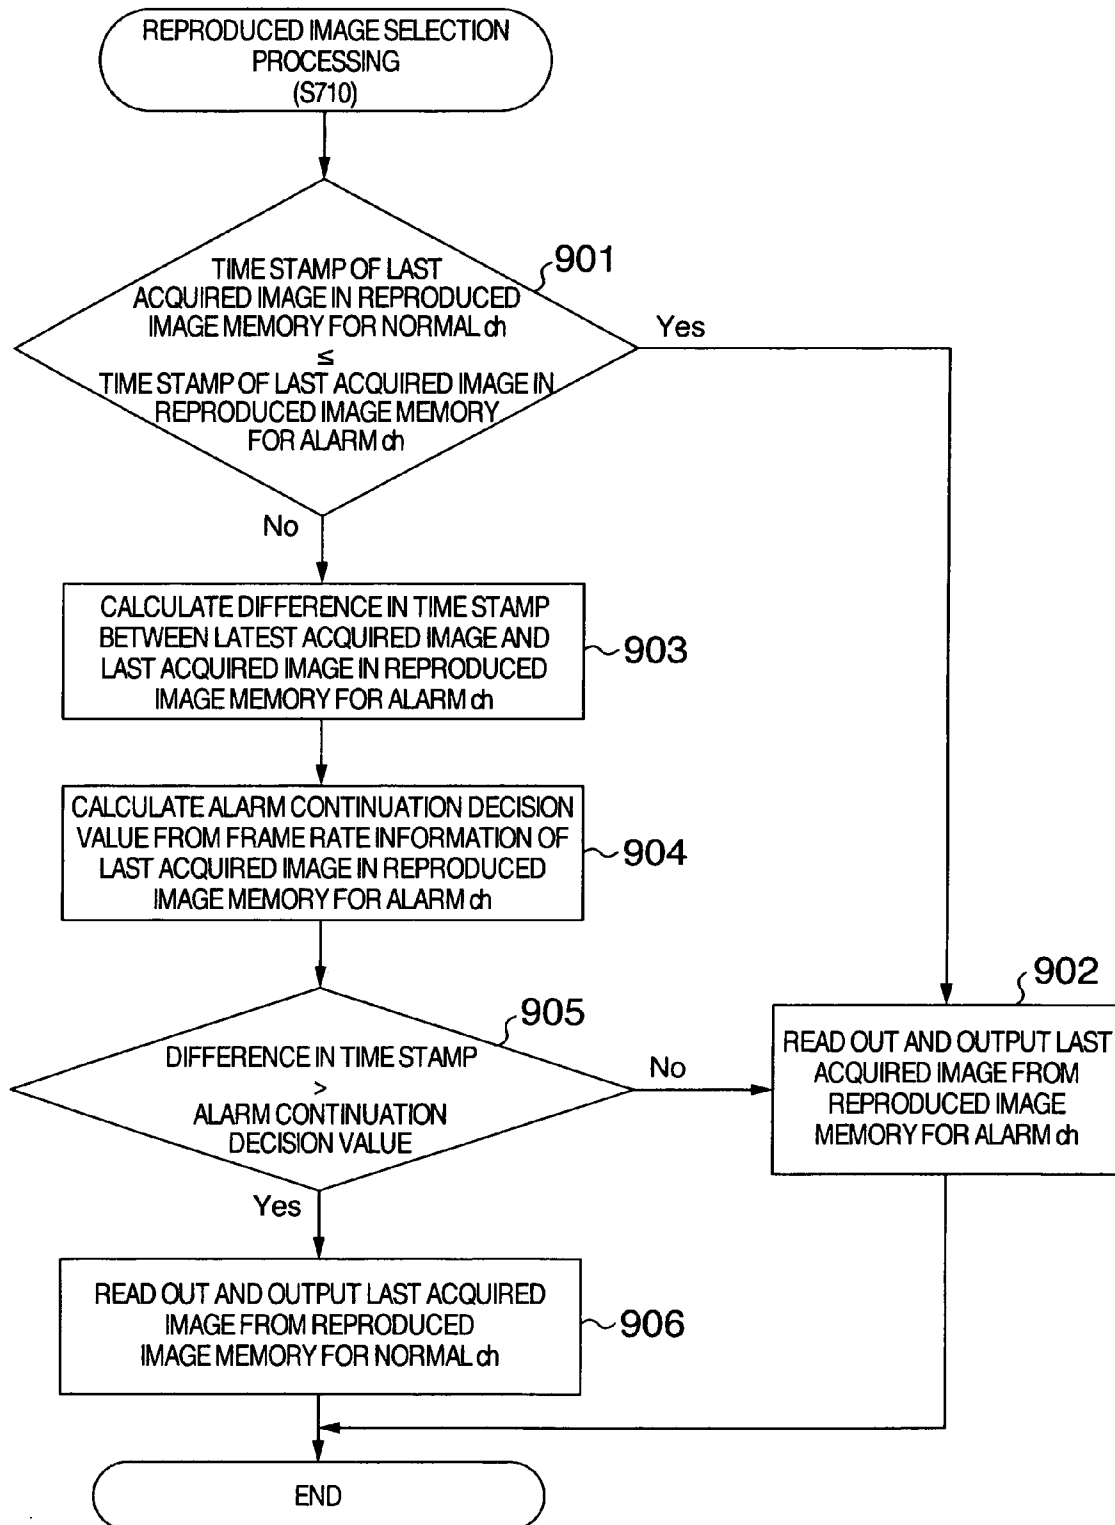 REPRODUCED IMAGE SELECTION
PROCESSING
(S710)
901
TIME STAMP OF LAST
ACQUIRED IMAGE IN REPRODUCED
IMAGE MEMORY FOR NORMAL ch
≤
TIME STAMP OF LAST ACQUIRED IMAGE IN
REPRODUCED IMAGE MEMORY
FOR ALARM ch
Yes
No
CALCULATE DIFFERENCE IN TIME STAMP
BETWEEN LATEST ACQUIRED IMAGE AND
LAST ACQUIRED IMAGE IN REPRODUCED
IMAGE MEMORY FOR ALARM ch
903
CALCULATE ALARM CONTINUATION DECISION
VALUE FROM FRAME RATE INFORMATION OF
LAST ACQUIRED IMAGE IN REPRODUCED
IMAGE MEMORY FOR ALARM ch
904
905
DIFFERENCE IN TIME STAMP
>
ALARM CONTINUATION
DECISION VALUE
No
Yes
902
READ OUT AND OUTPUT LAST
ACQUIRED IMAGE FROM
REPRODUCED IMAGE
MEMORY FOR ALARM ch
READ OUT AND OUTPUT LAST ACQUIRED
IMAGE FROM REPRODUCED
IMAGE MEMORY FOR NORMAL ch
906
END